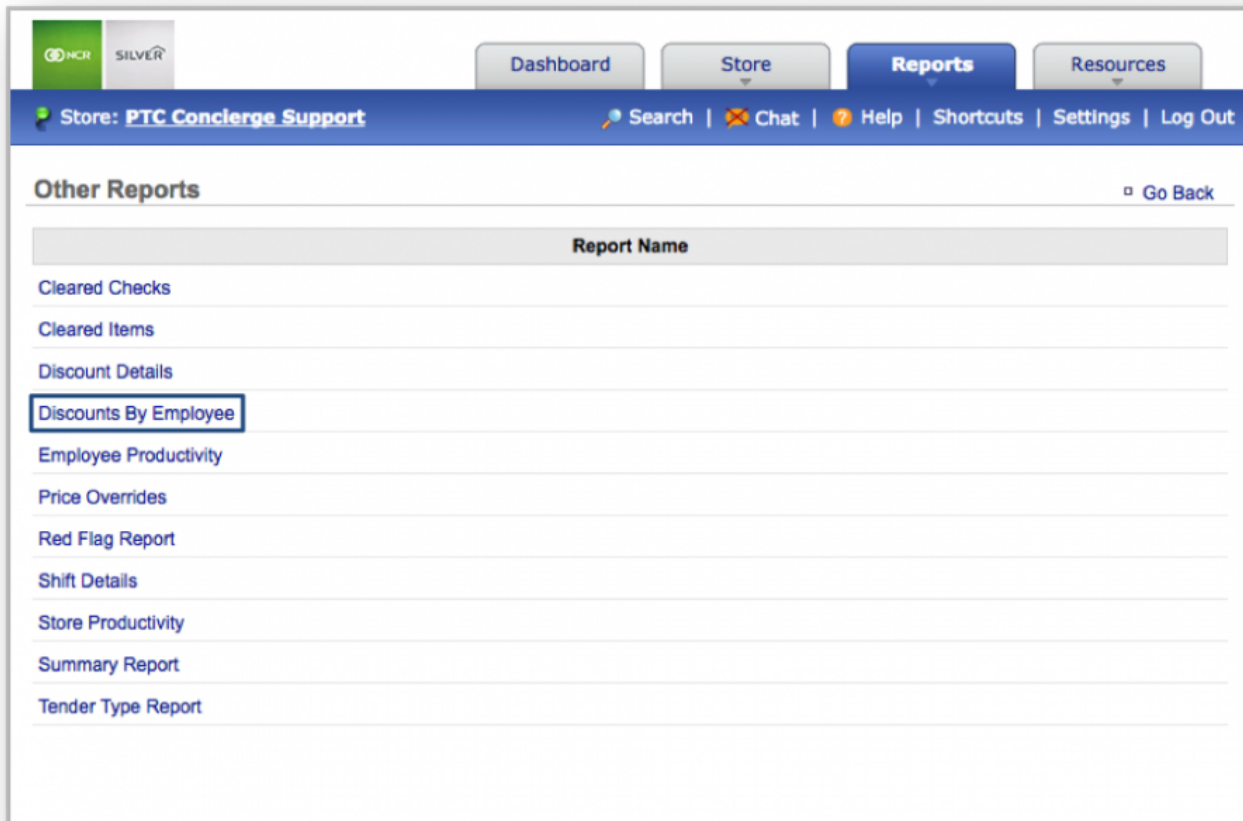 NCR SILVER
Dashboard Store Reports Resources
Store: PTC Concierge Support Search | Chat | ? Help | Shortcuts | Settings | Log Out
Other Reports Go Back
Report Name
Cleared Checks
Cleared Items
Discount Details
Discounts By Employee
Employee Productivity
Price Overrides
Red Flag Report
Shift Details
Store Productivity
Summary Report
Tender Type Report